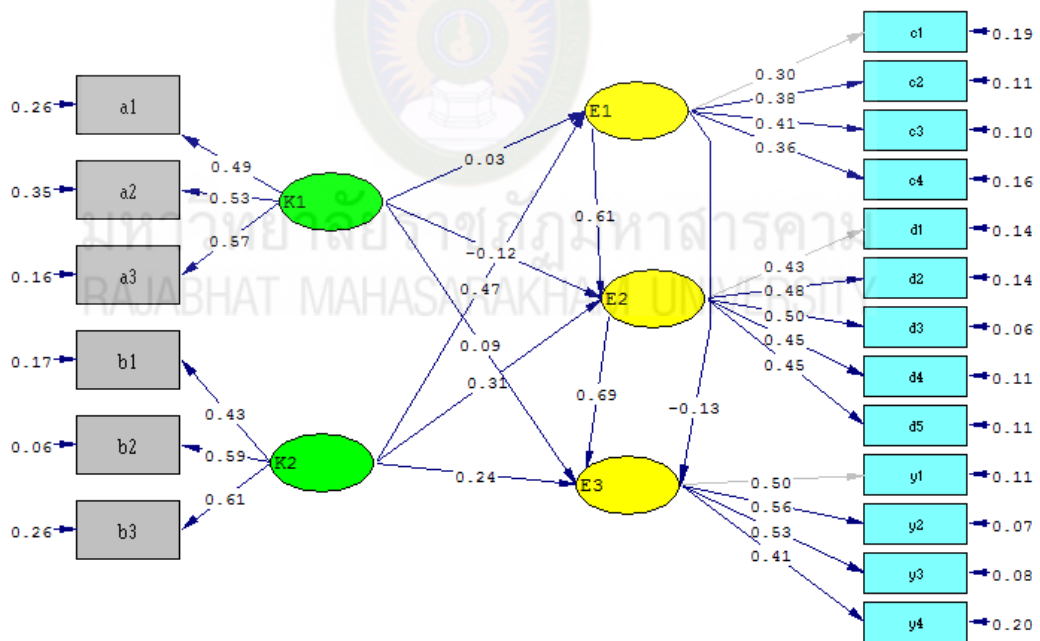 c1
0.19
0.30
c2
0.11
0.38
c3
0.10
0.41
c4
0.16
0.36
0.26
a1
0.49
0.35
a2
0.53
0.16
a3
0.57
K1
E1
0.03
0.61
-0.12
0.47
0.09
0.31
มหาวิทยาลัยราชภัฏมหาสารคาม
RAJABHAT MAHASARAKHAM UNIVERSITY
d1
0.14
0.43
d2
0.14
0.48
d3
0.06
0.50
d4
0.11
0.45
d5
0.11
0.45
E2
0.69
-0.13
0.17
b1
0.43
0.06
b2
0.59
0.26
b3
0.61
K2
0.24
E3
y1
0.11
0.50
y2
0.07
0.56
y3
0.08
0.53
y4
0.20
0.41